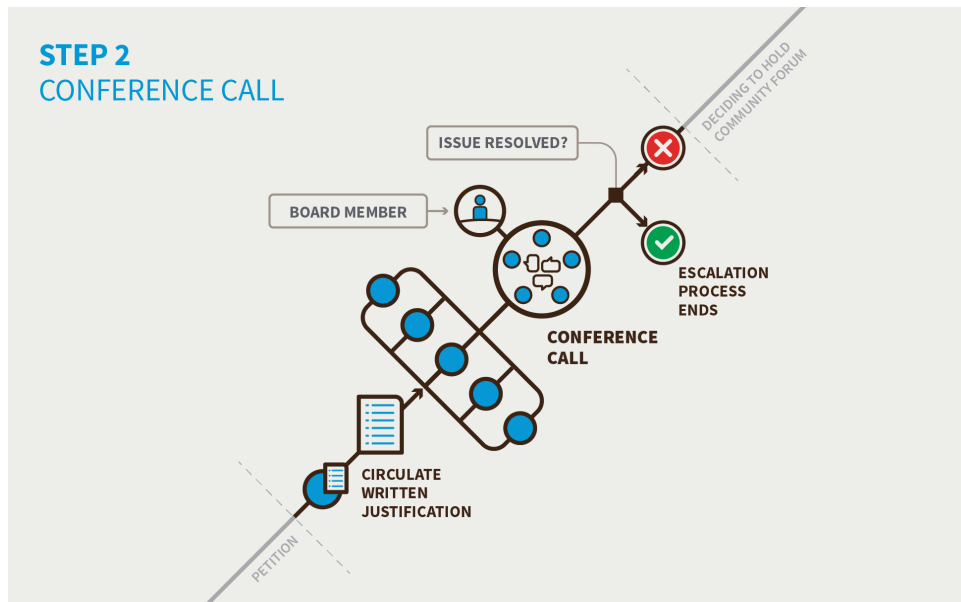 STEP 2
CONFERENCE CALL
DECIDING TO HOLD
COMMUNITY FORUM
ISSUE RESOLVED?
BOARD MEMBER
ESCALATION
PROCESS
ENDS
CONFERENCE
CALL
CIRCULATE
WRITTEN
JUSTIFICATION
PETITION